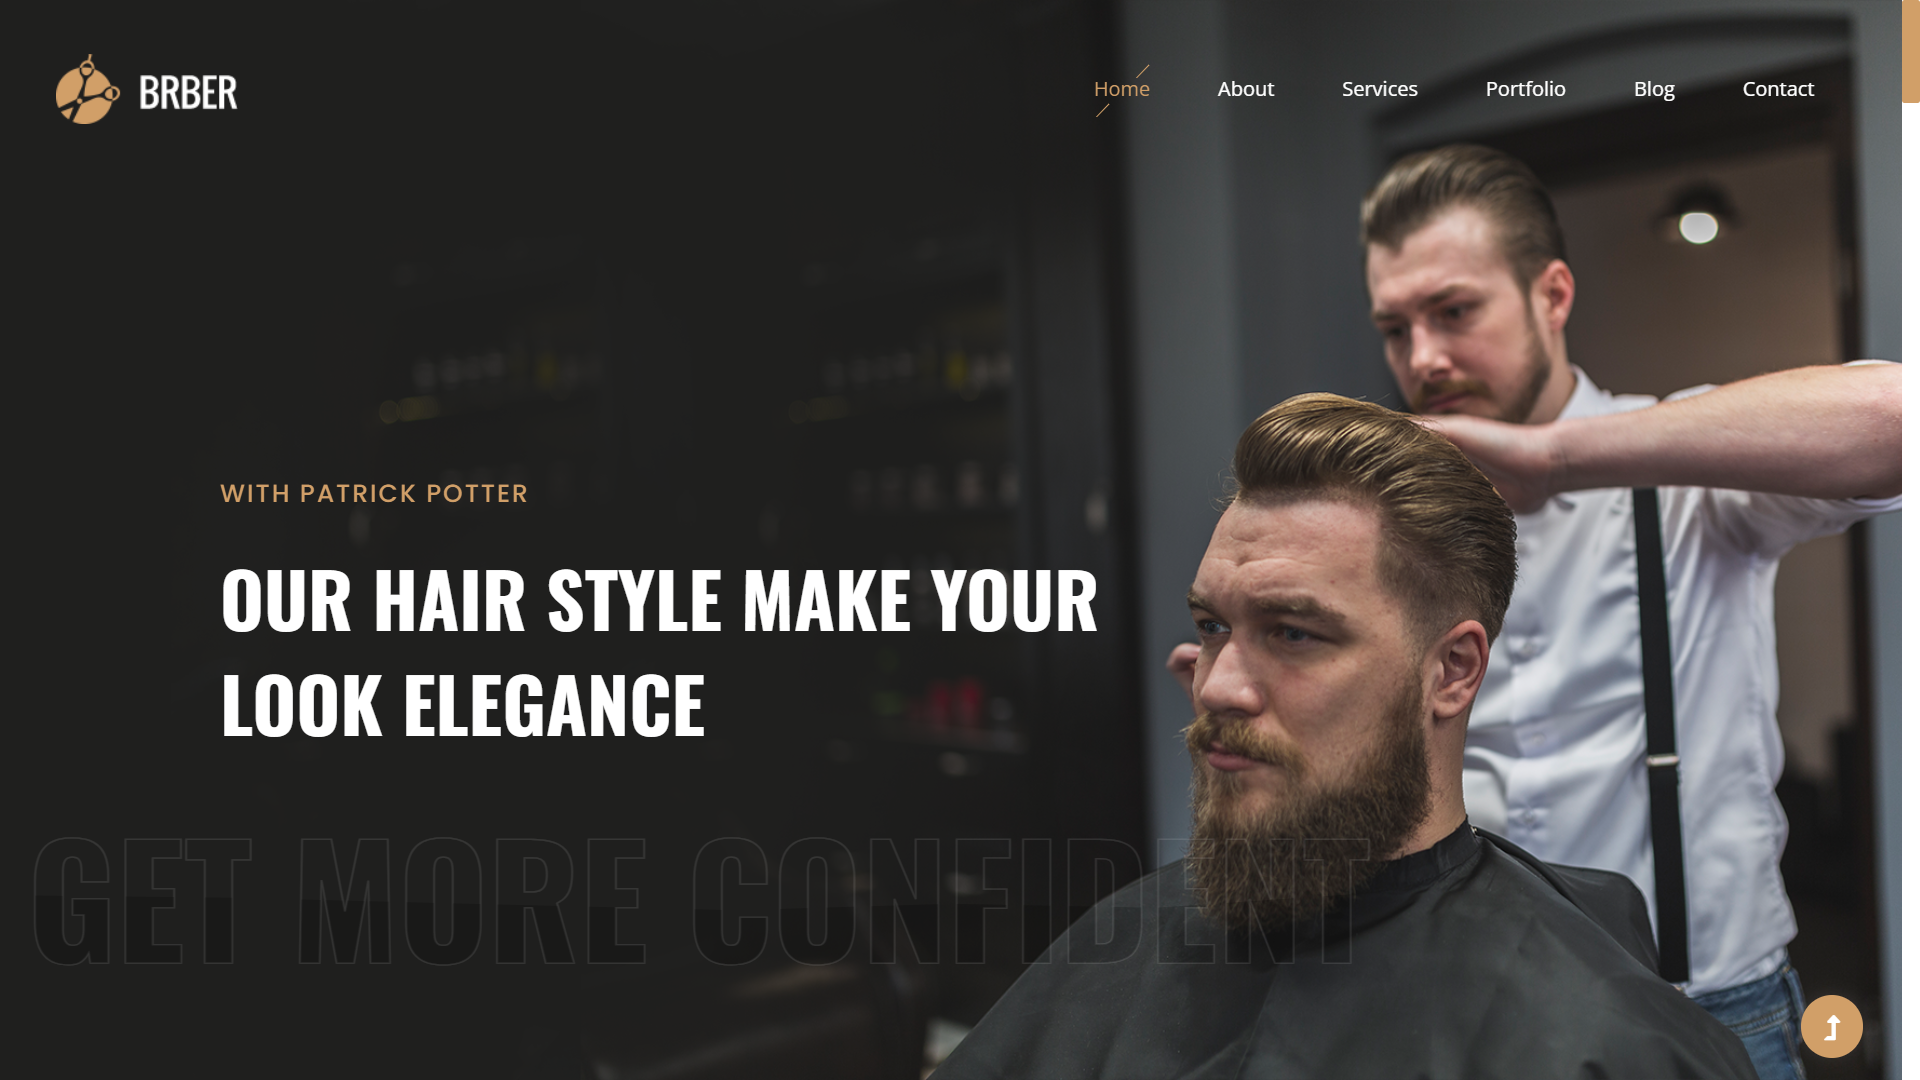 BRBER
Home About Services Portfolio Blog Contact
WITH PATRICK POTTER
OUR HAIR STYLE MAKE YOUR
LOOK ELEGANCE
GET MORE CONFIDENT